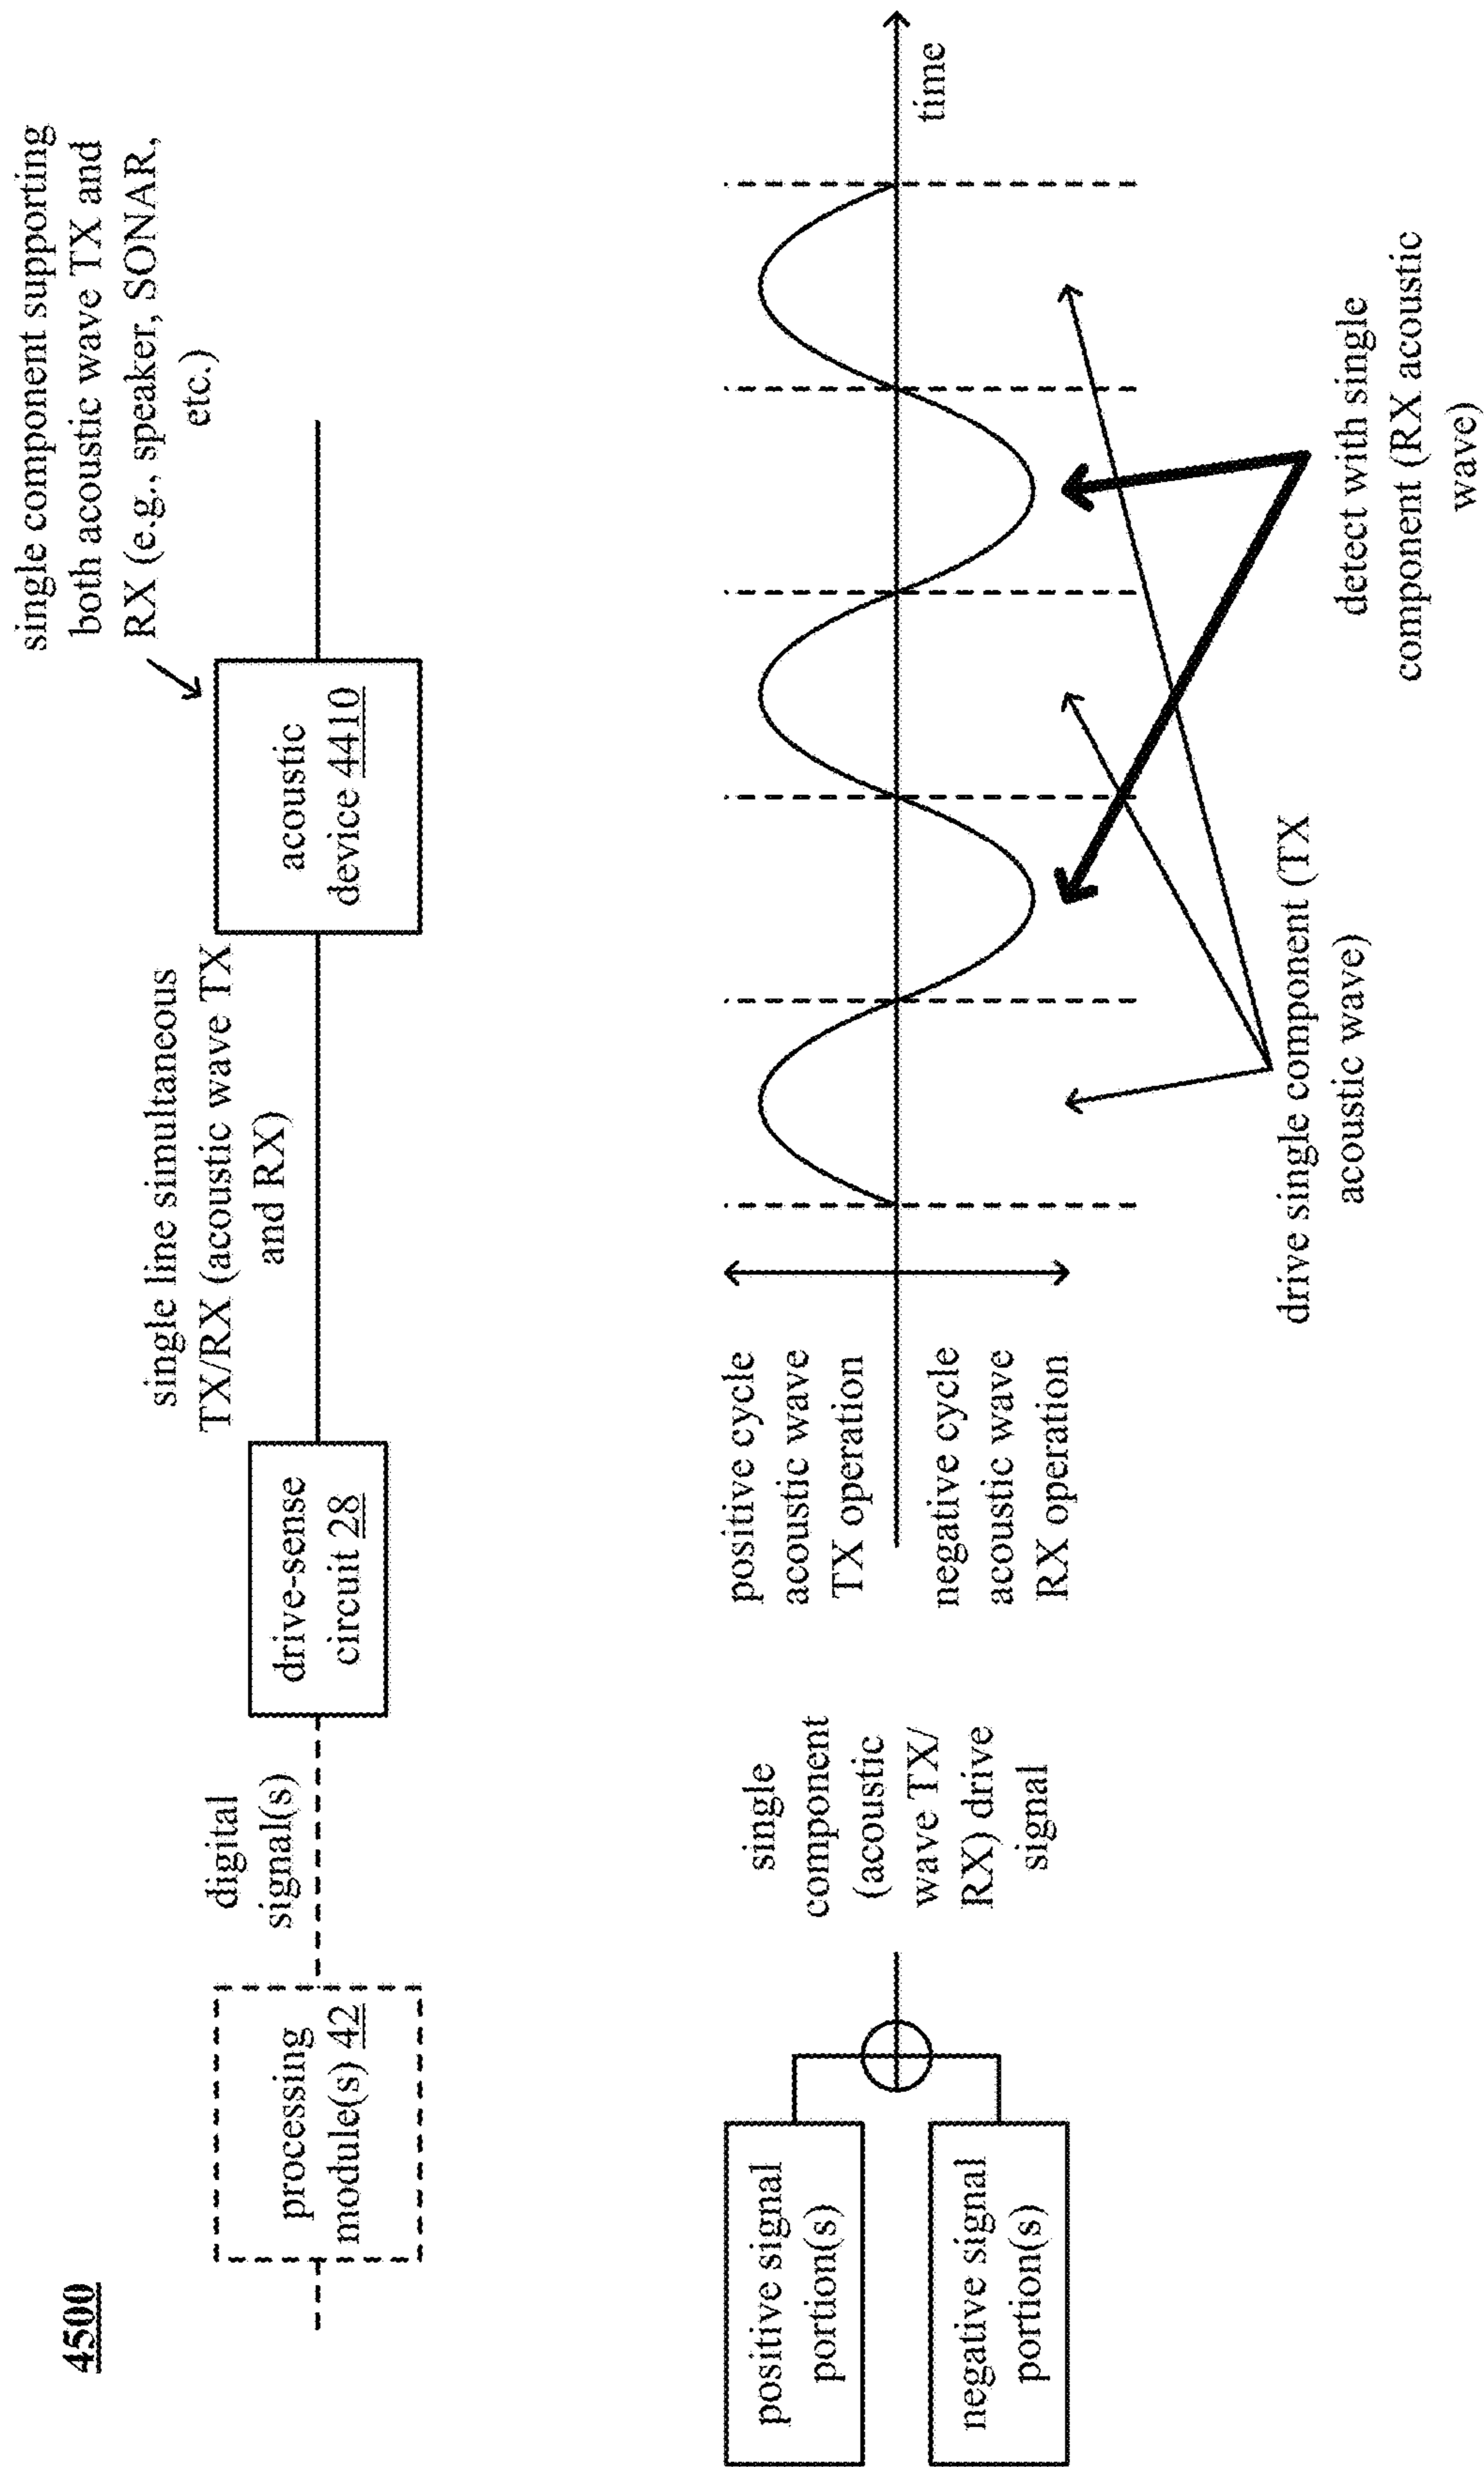 4500
processing
module(s) 42
digital
signal(s)
drive-sense
circuit 28
single line simultaneous
TX/RX (acoustic wave TX
and RX)
acoustic
device 4410
single component supporting
both acoustic wave TX and
RX (e.g., speaker, SONAR,
etc.)
positive signal
portion(s)
negative signal
portion(s)
single
component
(acoustic
wave TX/
RX) drive
signal
positive cycle
acoustic wave
TX operation
negative cycle
acoustic wave
RX operation
time
drive single component (TX
acoustic wave)
detect with single
component (RX acoustic
wave)